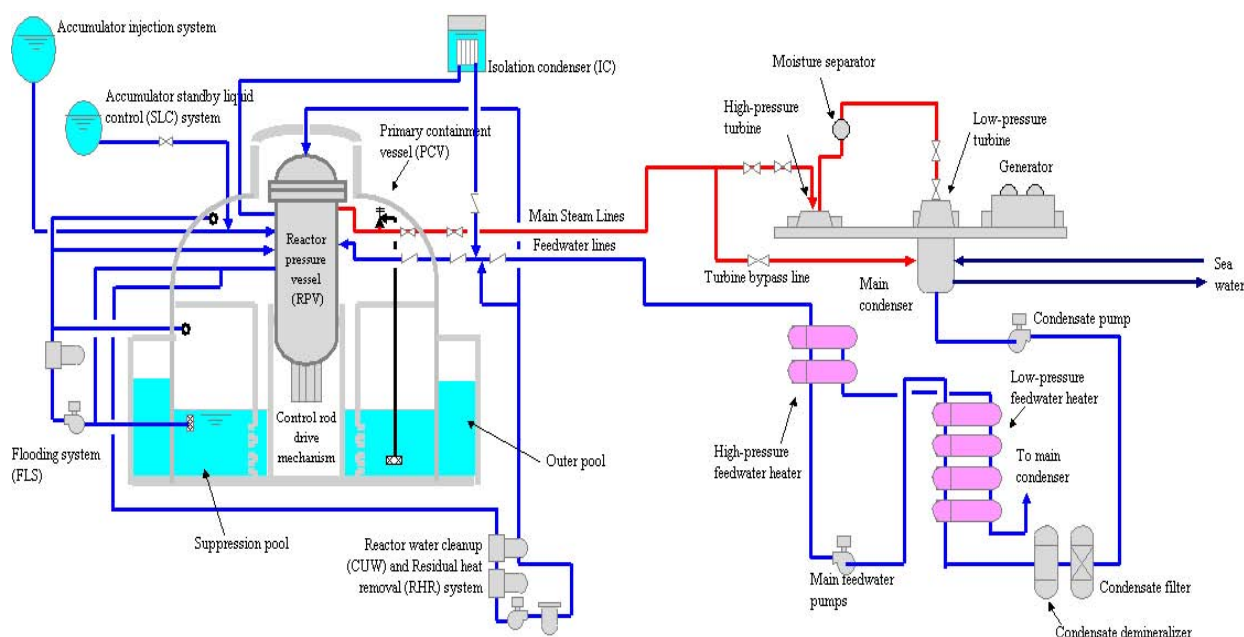 Accumulator injection system
Accumulator standby liquid
control (SLC) system
Isolation condenser (IC)
Primary containment
vessel (PCV)
Moisture separator
High-pressure
turbine
Low-pressure
turbine
Generator
Main Steam Lines
Feedwater lines
Reactor
pressure
vessel
(RPV)
Turbine bypass line
Main
condenser
Sea
water
Condensate pump
Low-pressure
feedwater heater
High-pressure
feedwater heater
To main
condenser
Control rod
drive
mechanism
Outer pool
Flooding system
(FLS)
Suppression pool
Reactor water cleanup
(CUW) and Residual heat
removal (RHR) system
Main feedwater
pumps
Condensate filter
Condensate demineralizer